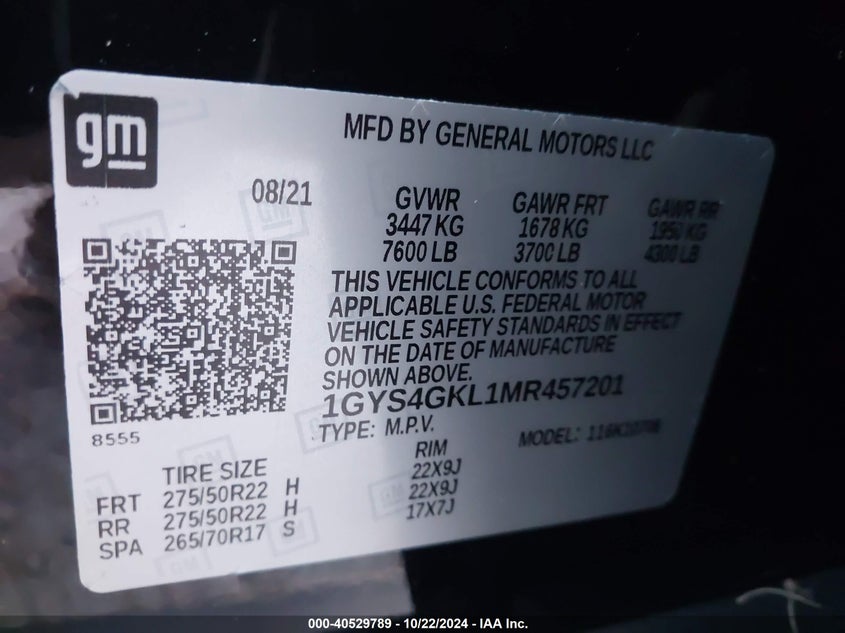 gm
MFD BY GENERAL MOTORS LLC
08/21
GVWR GAWR FRT GAWR RR
3447 KG 1678 KG 1950 KG
7600 LB 3700 LB 4300 LB
THIS VEHICLE CONFORMS TO ALL
APPLICABLE U.S. FEDERAL MOTOR
VEHICLE SAFETY STANDARDS IN EFFECT
ON THE DATE OF MANUFACTURE
SHOWN ABOVE.
1GYS4GKL1MR457201
8555
TYPE: M.P.V. MODEL:
TIRE SIZE RIM
FRT 275/50R22 H 22X9J
RR 275/50R22 H 22X9J
SPA 265/70R17 S 17X7J
000-40529789 - 10/22/2024 - IAA Inc.